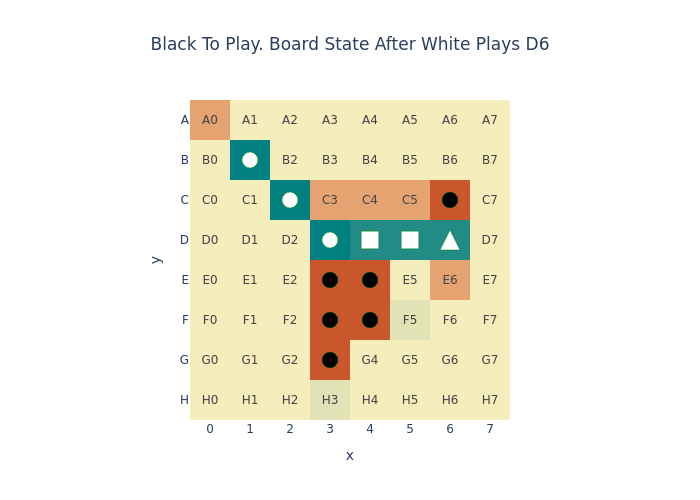 Black To Play. Board State After White Plays D6
A A0 A1 A2 A3 A4 A5 A6 A7
B B0 B2 B3 B4 B5 B6 B7
C C0 C1 C3 C4 C5 C7
D D0 D1 D2 D7
E E0 E1 E2 E5 E6 E7
F F0 F1 F2 F5 F6 F7
G G0 G1 G2 G4 G5 G6 G7
H H0 H1 H2 H3 H4 H5 H6 H7
0 1 2 3 4 5 6 7
x
y